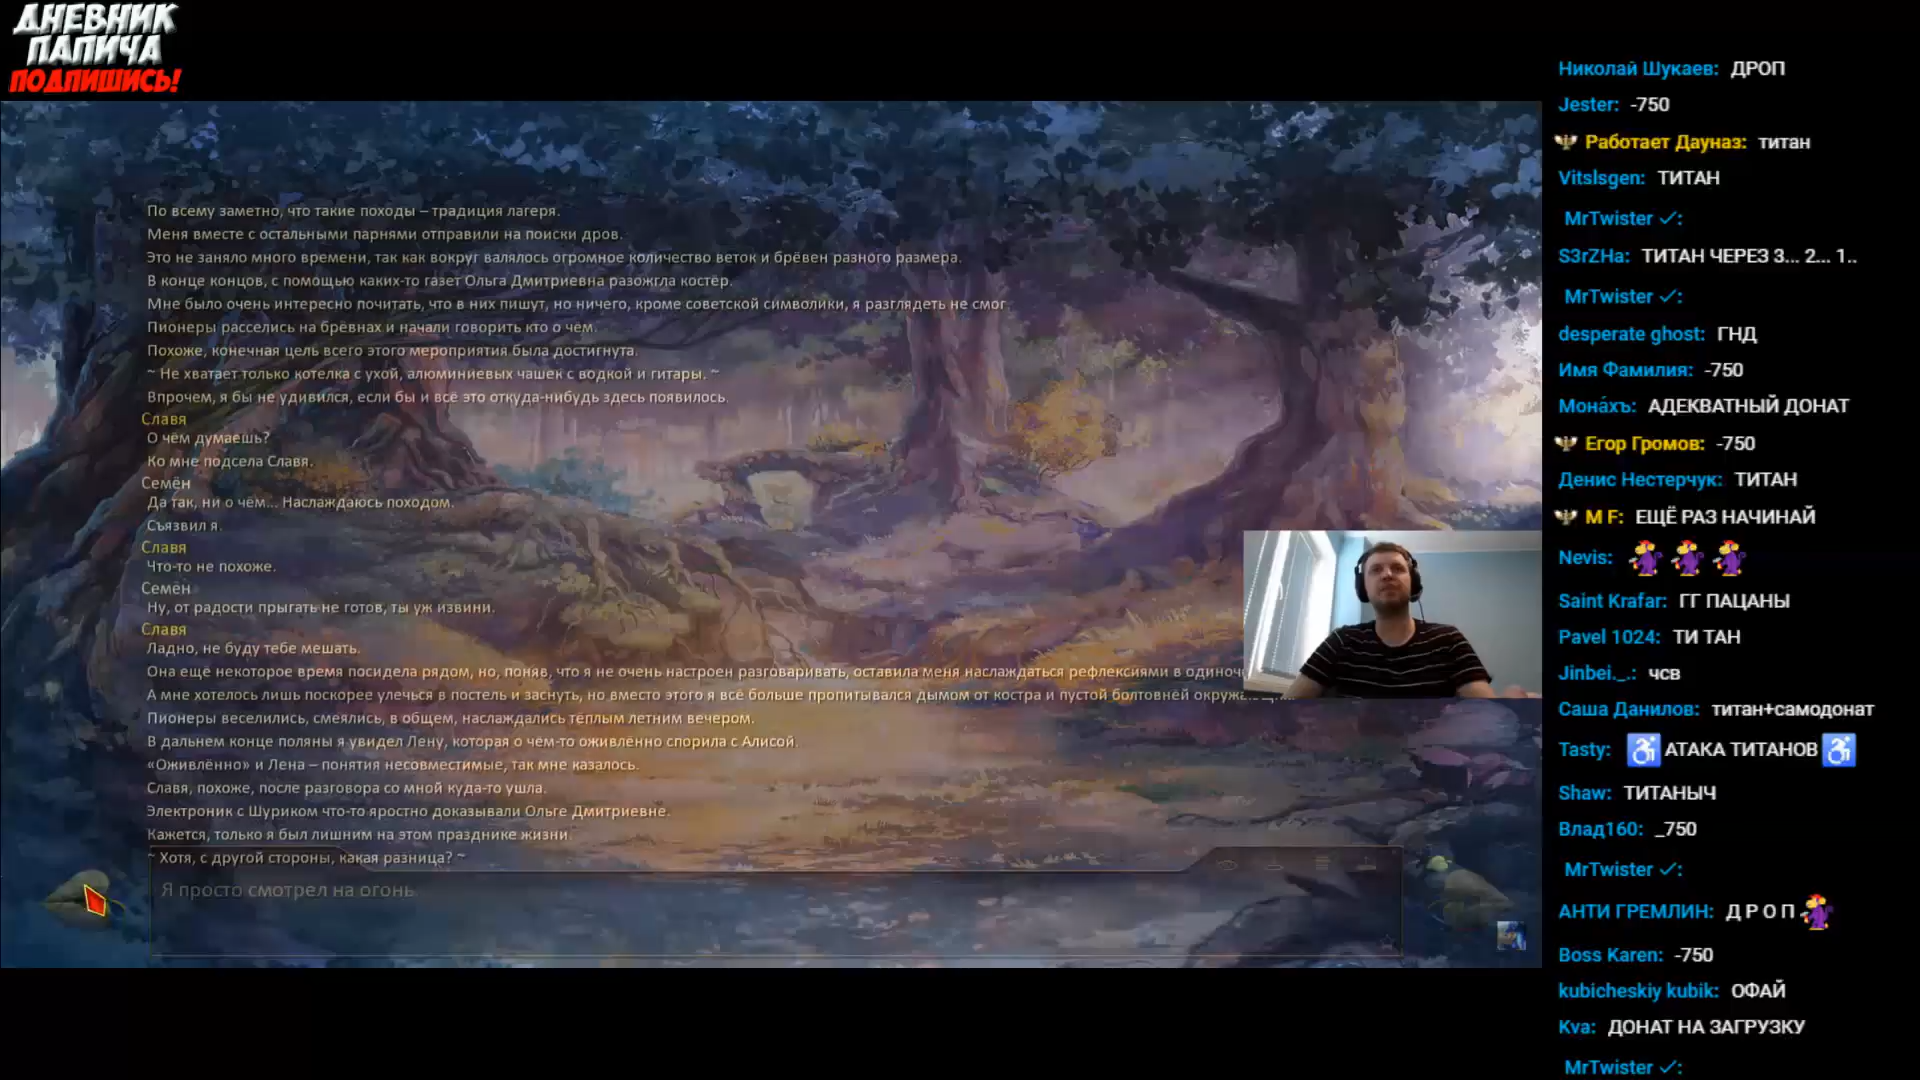 ДНЕВНИК
ПАПИЧА
ПОДПИШИСЬ!
По всему заметно, что такие походы – традиция лагеря.
Меня вместе с остальными парнями отправили на поиски дров.
Это не заняло много времени, так как вокруг валялось огромное количество веток и брёвен разного размера.
В конце концов, с помощью каких-то газет Ольга Дмитриевна разожгла костёр.
Мне было очень интересно почитать, что в них пишут, но ничего, кроме советской символики, я разглядеть не смог.
Пионеры расселись на брёвнах и начали говорить кто о чём.
Похоже, конечная цель всего этого мероприятия была достигнута.
~ Не хватает только котелка с ухой, алюминиевых чашек с водкой и гитары. ~
Впрочем, я бы не удивился, если бы и всё это откуда-нибудь здесь появилось.
Славя
О чём думаешь?
Ко мне подсела Славя.
Семён
Да так, ни о чём... Наслаждаюсь походом.
Съязвил я.
Славя
Что-то не похоже.
Семён
Ну, от радости прыгать не готов, ты уж извини.
Славя
Ладно, не буду тебе мешать.
Она ещё некоторое время посидела рядом, но, поняв, что я не очень настроен разговаривать, оставила меня наслаждаться рефлексиями в
А мне хотелось лишь поскорее улечься в постель и заснуть, но вместо этого я всё больше пропитывался дымом от костра и пустой болтовнёй
Пионеры веселились, смеялись, в общем, наслаждались тёплым летним вечером.
В дальнем конце поляны я увидел Лену, которая о чём-то оживлённо спорила с Алисой.
«Оживлённо» и Лена – понятия несовместимые, так мне казалось.
Славя, похоже, после разговора со мной куда-то ушла.
Электроник с Шуриком что-то яростно доказывали Ольге Дмитриевне.
Кажется, только я был лишним на этом празднике жизни.
~ Хотя, с другой стороны, какая разница? ~
Я просто смотрел на огонь.
Николай Шукаев: ДРОП
Jester: -750
Работает Дауназ: титан
Vitslsgen: ТИТАН
MrTwister ✓:
S3rZHa: ТИТАН ЧЕРЕЗ 3... 2... 1..
MrTwister ✓:
desperate ghost: ГНД
Имя Фамилия: -750
Мона́хъ: АДЕКВАТНЫЙ ДОНАТ
Егор Громов: -750
Денис Нестерчук: ТИТАН
M F: ЕЩЁ РАЗ НАЧИНАЙ
Nevis:
Saint Krafar: ГГ ПАЦАНЫ
Pavel 1024: ТИ ТАН
Jinbei._.: чсв
Саша Данилов: титан+самодонат
Tasty: АТАКА ТИТАНОВ
Shaw: ТИТАНЫЧ
Влад160: _750
MrTwister ✓:
АНТИ ГРЕМЛИН: Д Р О П
Boss Karen: -750
kubicheskiy kubik: ОФАЙ
Kva: ДОНАТ НА ЗАГРУЗКУ
MrTwister ✓: